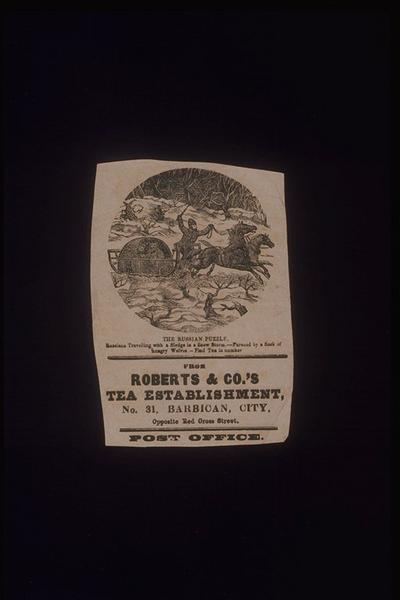 THE RUSSIAN PUZZLE.
Russians Travelling with a Sledge in a Snow Storm.—Pursued by a flock of
hungry Wolves.—Find Ten in number
FROM
ROBERTS & CO.'S
TEA ESTABLISHMENT,
No. 31, BARBICAN, CITY,
Opposite Red Cross Street.
POST OFFICE.